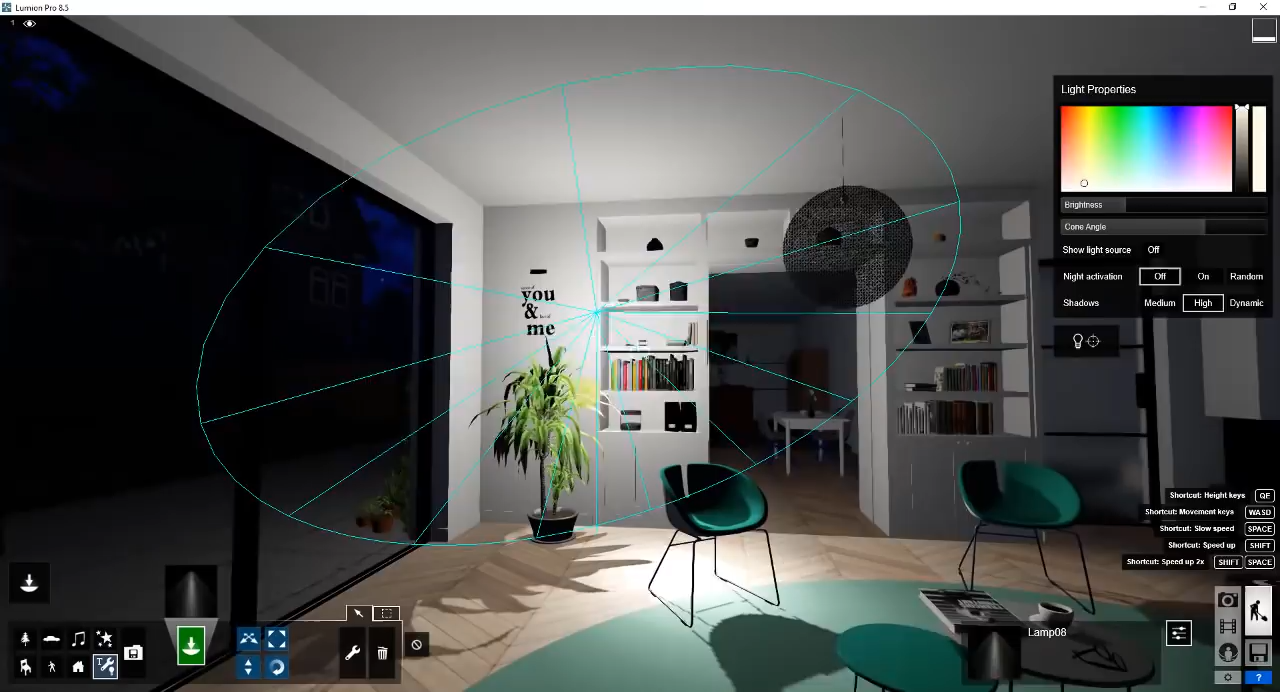 Lumion Pro 8.5
1
Light Properties
Brightness
Cone Angle
Show light source Off
Night activation Off On Random
Shadows Medium High Dynamic
you
&
me
Shortcut: Height keys QE
Shortcut: Movement keys WASD
Shortcut: Slow speed SPACE
Shortcut: Speed up SHIFT
Shortcut: Speed up 2x SHIFT SPACE
Lamp08
?